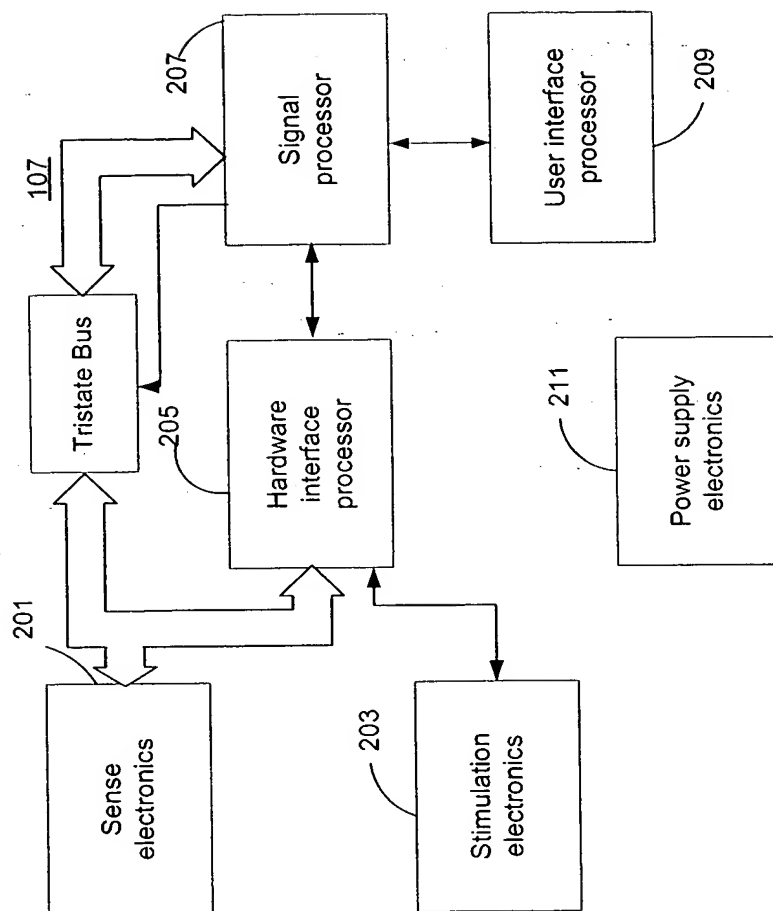 107
207
Signal
processor
Tristate Bus
201
Sense
electronics
205
Hardware
interface
processor
User interface
processor
209
203
Stimulation
electronics
211
Power supply
electronics